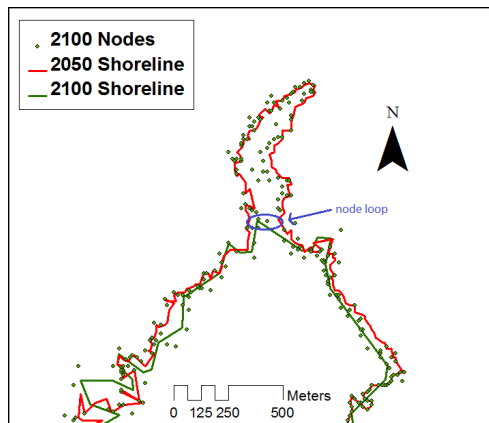 2100 Nodes
2050 Shoreline
2100 Shoreline
N
node loop
Meters
0 125 250 500